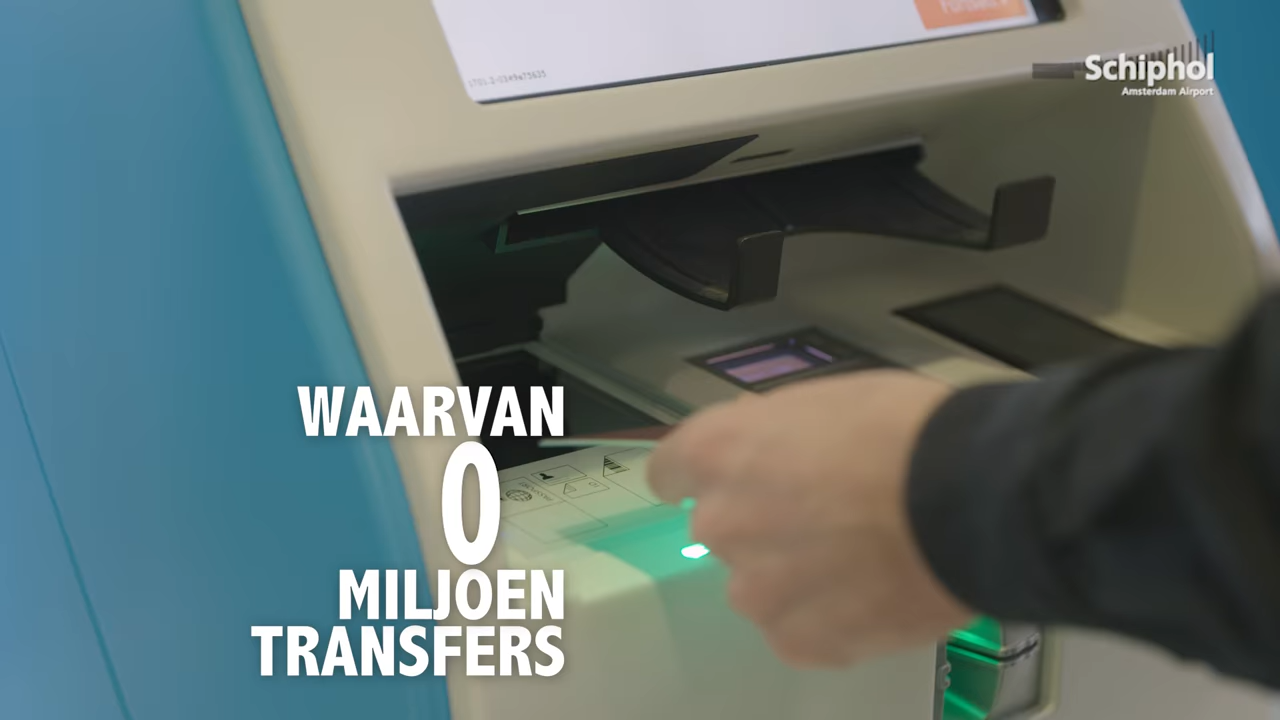 Schiphol
Amsterdam Airport
WAARVAN
0
MILJOEN
TRANSFERS